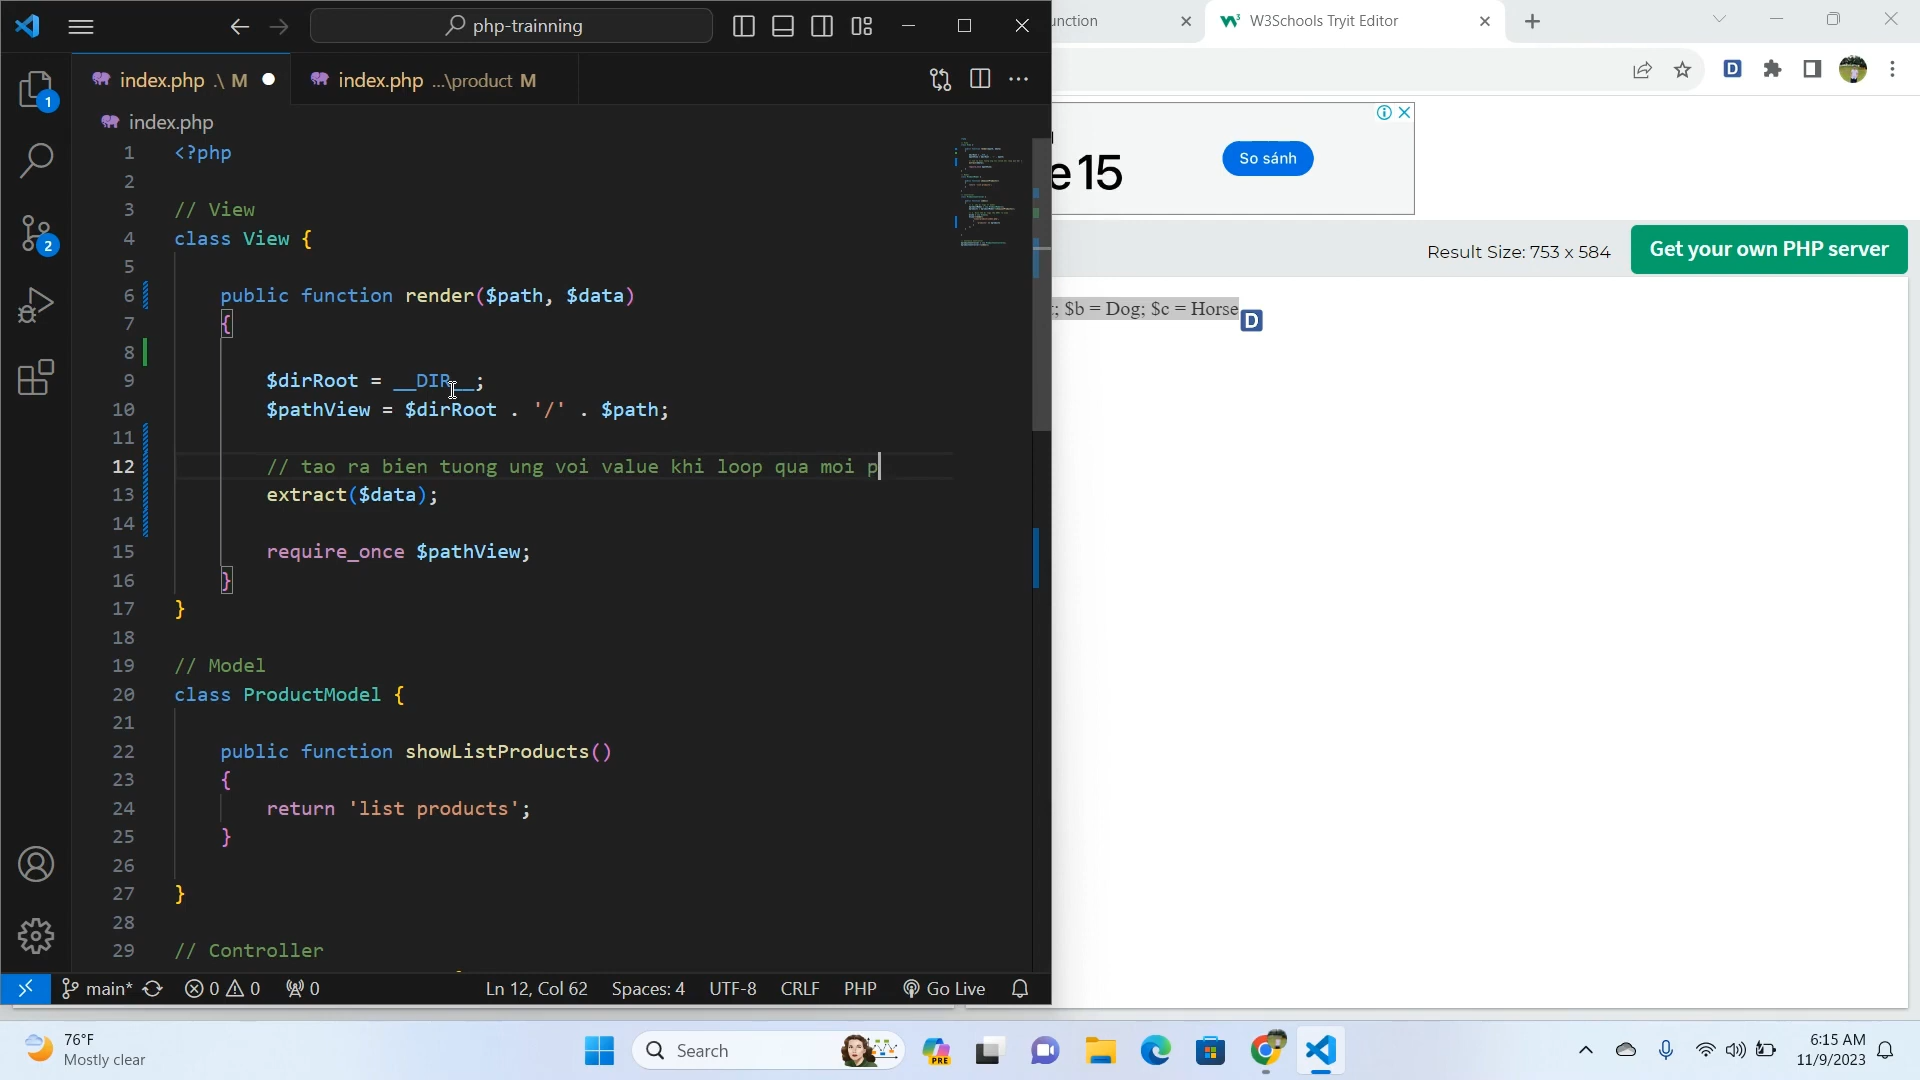 php-trainning
unction
W3Schools Tryit Editor
index.php .\ M
index.php ...\product M
index.php
1 <?php
2
3 // View
4 class View {
5
6 public function render($path, $data)
7 {
8
9 $dirRoot = __DIR__;
10 $pathView = $dirRoot . '/' . $path;
11
12 // tao ra bien tuong ung voi value khi loop qua moi p
13 extract($data);
14
15 require_once $pathView;
16 }
17 }
18
19 // Model
20 class ProductModel {
21
22 public function showListProducts()
23 {
24 return 'list products';
25 }
26
27 }
28
29 // Controller
1
2
e 15
So sánh
Result Size: 753 x 584
Get your own PHP server
; $b = Dog; $c = Horse
D
D
main*
0 0
0
Ln 12, Col 62
Spaces: 4
UTF-8
CRLF
PHP
Go Live
76°F
Mostly clear
Search
PRE
6:15 AM
11/9/2023